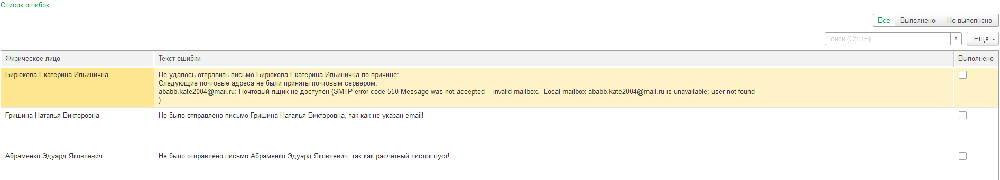 Список ошибок:
Все Выполнено Не выполнено
Поиск (Ctrl+F) × Еще
Физическое лицо Текст ошибки Выполнено
Бирюкова Екатерина Ильинична Не удалось отправить письмо Бирюкова Екатерина Ильинична по причине:
Следующие почтовые адреса не были приняты почтовым сервером:
ababb.kate2004@mail.ru: Почтовый ящик не доступен (SMTP error code 550 Message was not accepted -- invalid mailbox.  Local mailbox ababb.kate2004@mail.ru is unavailable: user not found
)
Гришина Наталья Викторовна Не было отправлено письмо Гришина Наталья Викторовна, так как не указан email!
Абраменко Эдуард Яковлевич Не было отправлено письмо Абраменко Эдуард Яковлевич, так как расчетный листок пуст!